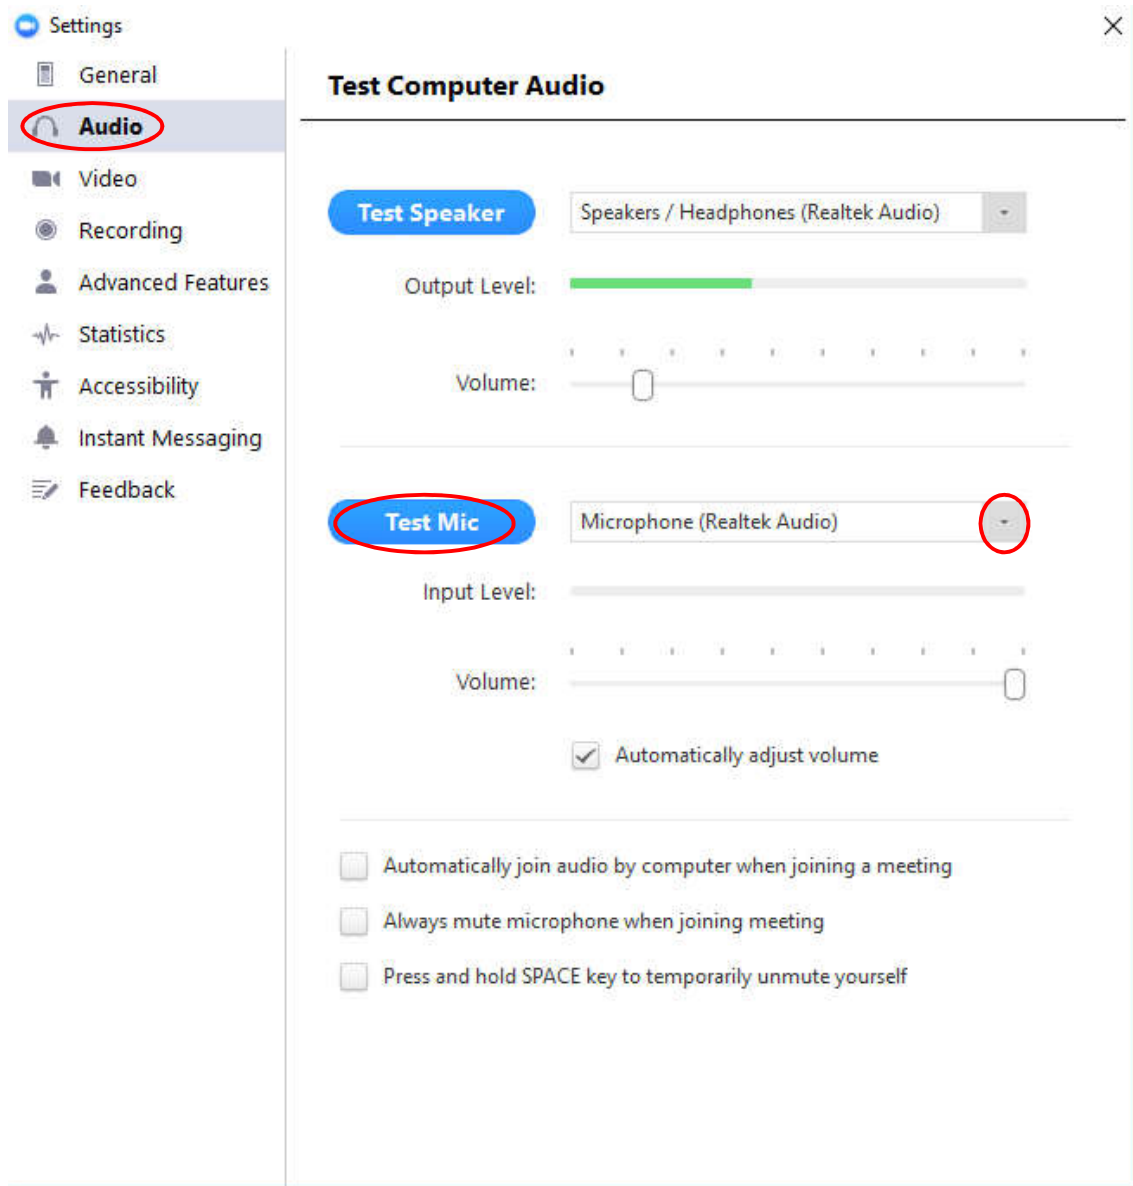 Settings
General
Audio
Video
Recording
Advanced Features
Statistics
Accessibility
Instant Messaging
Feedback
Test Computer Audio
Test Speaker Speakers / Headphones (Realtek Audio)
Output Level:
Volume:
Test Mic Microphone (Realtek Audio)
Input Level:
Volume:
Automatically adjust volume
Automatically join audio by computer when joining a meeting
Always mute microphone when joining meeting
Press and hold SPACE key to temporarily unmute yourself